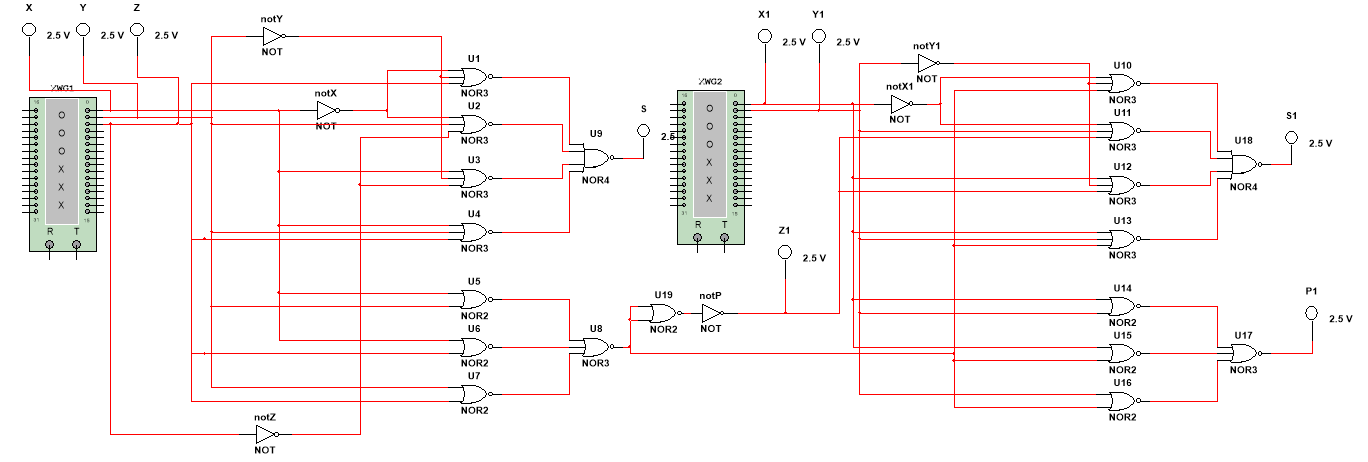 X Y Z
2.5 V 2.5 V 2.5 V
notY
NOT
XWG1
O
O
O
X
X
X
R T
notX
NOT
notZ
NOT
U1
NOR3
U2
NOR3
U3
NOR3
U4
NOR3
U5
NOR2
U6
NOR2
U7
NOR2
U9
NOR4
U8
NOR3
S
2.5
X1 Y1
2.5 V 2.5 V
XWG2
O
O
O
X
X
X
R T
U19
NOR2
notP
NOT
Z1
2.5 V
notY1
NOT
notX1
NOT
U10
NOR3
U11
NOR3
U12
NOR3
U13
NOR3
U14
NOR2
U15
NOR2
U16
NOR2
U18
NOR4
U17
NOR3
S1
2.5 V
P1
2.5 V